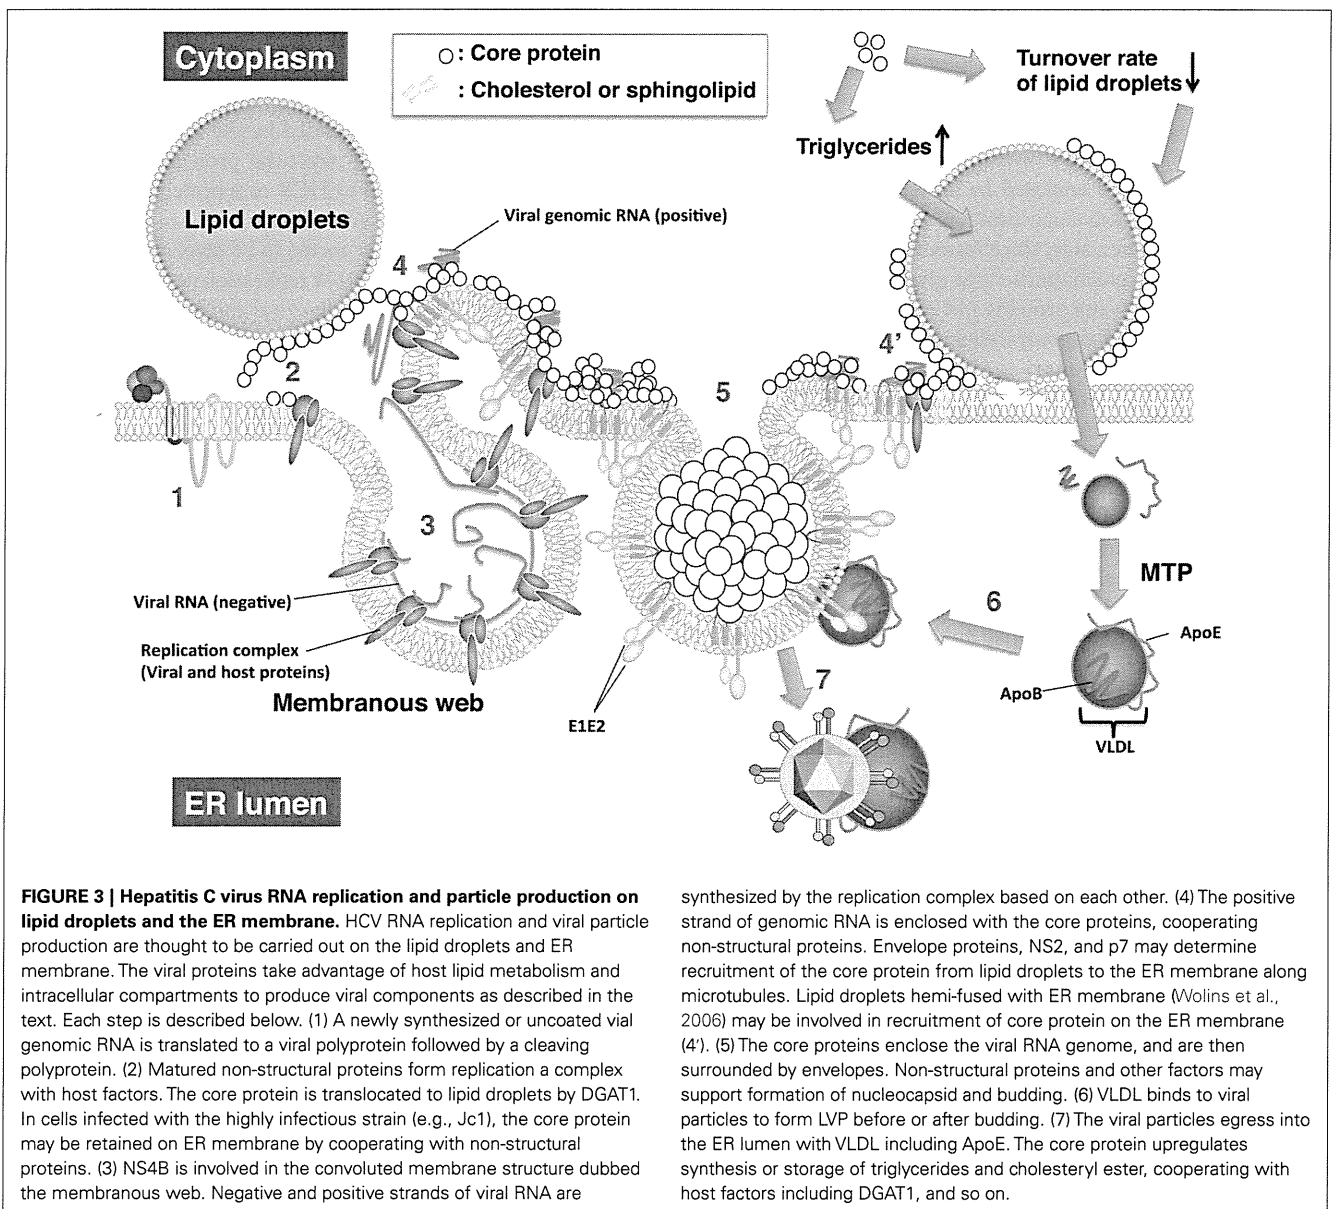 Cytoplasm
: Core protein
: Cholesterol or sphingolipid
Turnover rate
of lipid droplets
Triglycerides
Lipid droplets
Viral genomic RNA (positive)
4
4'
2
5
1
3
MTP
Viral RNA (negative)
6
ApoE
Replication complex
(Viral and host proteins)
7
ApoB
Membranous web
E1E2
VLDL
ER lumen
FIGURE 3 | Hepatitis C virus RNA replication and particle production on
lipid droplets and the ER membrane. HCV RNA replication and viral particle
production are thought to be carried out on the lipid droplets and ER
membrane. The viral proteins take advantage of host lipid metabolism and
intracellular compartments to produce viral components as described in the
text. Each step is described below. (1) A newly synthesized or uncoated vial
genomic RNA is translated to a viral polyprotein followed by a cleaving
polyprotein. (2) Matured non-structural proteins form replication a complex
with host factors. The core protein is translocated to lipid droplets by DGAT1.
In cells infected with the highly infectious strain (e.g., Jc1), the core protein
may be retained on ER membrane by cooperating with non-structural
proteins. (3) NS4B is involved in the convoluted membrane structure dubbed
the membranous web. Negative and positive strands of viral RNA are
synthesized by the replication complex based on each other. (4) The positive
strand of genomic RNA is enclosed with the core proteins, cooperating
non-structural proteins. Envelope proteins, NS2, and p7 may determine
recruitment of the core protein from lipid droplets to the ER membrane along
microtubules. Lipid droplets hemi-fused with ER membrane (Wolins et al.,
2006) may be involved in recruitment of core protein on the ER membrane
(4'). (5) The core proteins enclose the viral RNA genome, and are then
surrounded by envelopes. Non-structural proteins and other factors may
support formation of nucleocapsid and budding. (6) VLDL binds to viral
particles to form LVP before or after budding. (7) The viral particles egress into
the ER lumen with VLDL including ApoE. The core protein upregulates
synthesis or storage of triglycerides and cholesteryl ester, cooperating with
host factors including DGAT1, and so on.